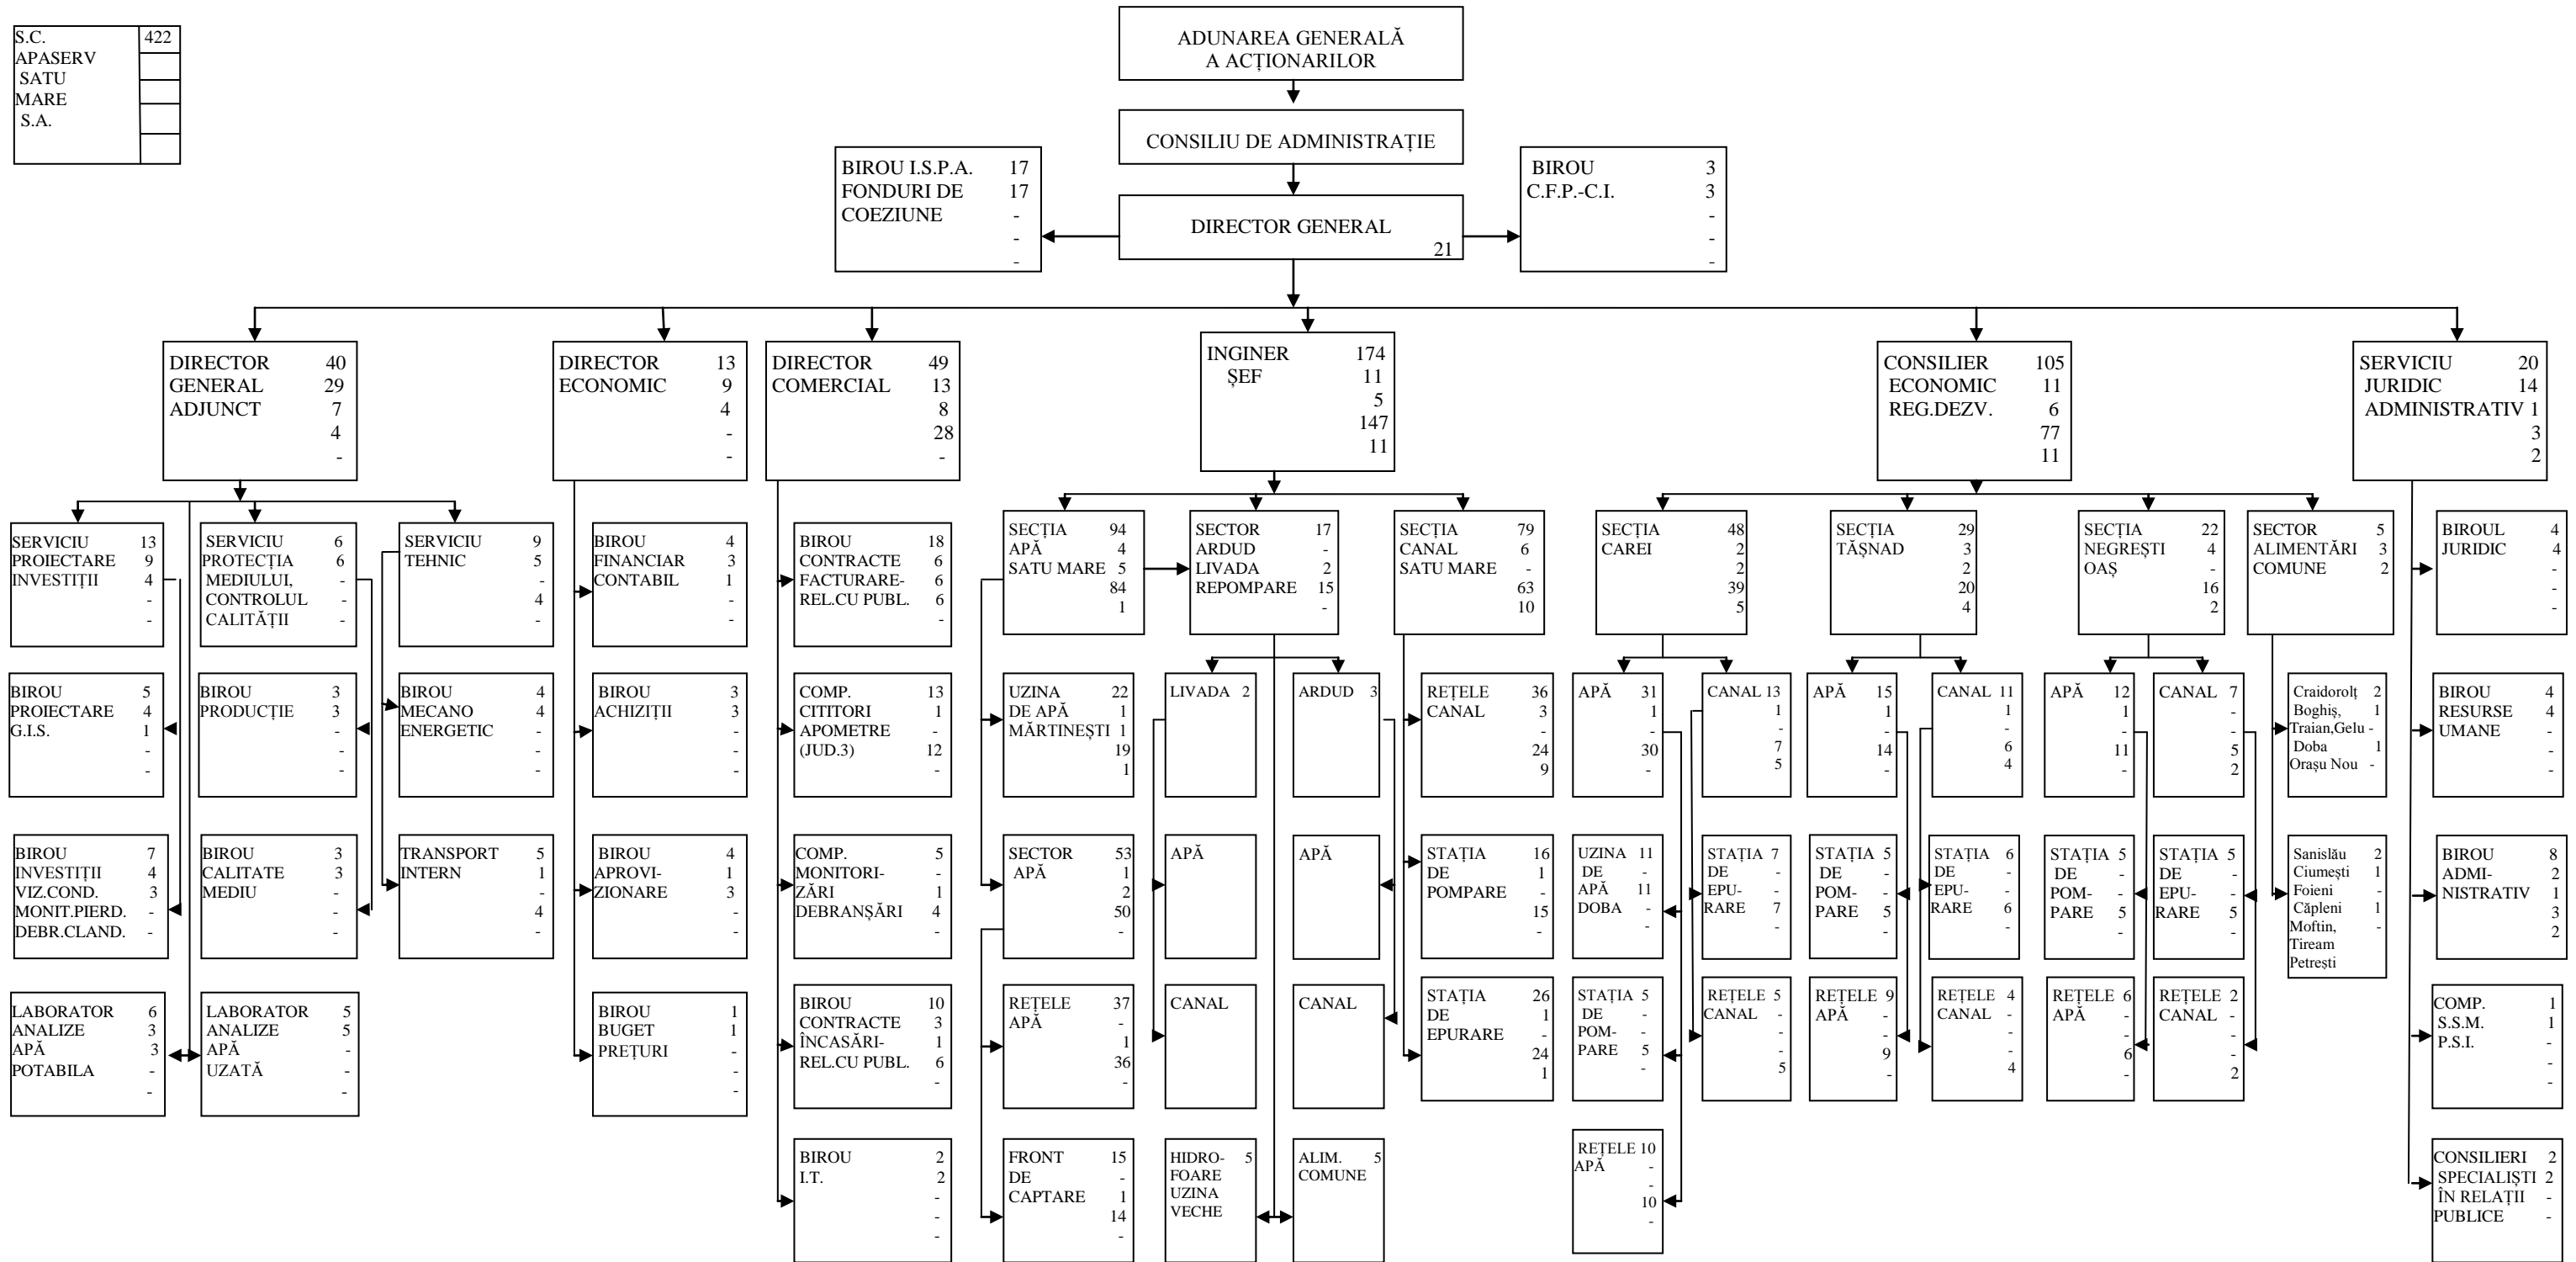 S.C. 422
APASERV
SATU
MARE
S.A.
ADUNAREA GENERALĂ
A ACȚIONARILOR
CONSILIU DE ADMINISTRAȚIE
BIROU I.S.P.A. 17
FONDURI DE 17
COEZIUNE -
-
-
DIRECTOR GENERAL
21
BIROU 3
C.F.P.-C.I. 3
-
-
-
DIRECTOR 40
GENERAL 29
ADJUNCT 7
4
-
DIRECTOR 13
ECONOMIC 9
4
-
-
DIRECTOR 49
COMERCIAL 13
8
28
-
INGINER 174
ȘEF 11
5
147
11
CONSILIER 105
ECONOMIC 11
REG.DEZV. 6
77
11
SERVICIU 20
JURIDIC 14
ADMINISTRATIV 1
3
2
SERVICIU 13
PROIECTARE 9
INVESTIȚII 4
-
-
SERVICIU 6
PROTECȚIA 6
MEDIULUI, -
CONTROLUL -
CALITĂȚII -
SERVICIU 9
TEHNIC 5
-
4
-
BIROU 4
FINANCIAR 3
CONTABIL 1
-
-
BIROU 18
CONTRACTE 6
FACTURARE- 6
REL.CU PUBL. 6
-
SECȚIA 94
APĂ 4
SATU MARE 5
84
1
SECTOR 17
ARDUD -
LIVADA 2
REPOMPARE 15
-
SECȚIA 79
CANAL 6
SATU MARE -
63
10
SECȚIA 48
CAREI 2
2
39
5
SECȚIA 29
TĂȘNAD 3
2
20
4
SECȚIA 22
NEGREȘTI 4
OAȘ -
16
2
SECTOR 5
ALIMENTĂRI 3
COMUNE 2
BIROUL 4
JURIDIC 4
-
-
-
BIROU 5
PROIECTARE 4
G.I.S. 1
-
-
BIROU 3
PRODUCȚIE 3
-
-
-
BIROU 4
MECANO 4
ENERGETIC -
-
-
BIROU 3
ACHIZIȚII 3
-
-
-
COMP. 13
CITITORI 1
APOMETRE -
(JUD.3) 12
-
UZINA 22
DE APĂ 1
MĂRTINEȘTI 1
19
1
LIVADA 2
ARDUD 3
REȚELE 36
CANAL 3
-
24
9
APĂ 31
1
-
30
-
CANAL 13
1
-
7
5
APĂ 15
1
-
14
-
CANAL 11
1
-
6
4
APĂ 12
1
-
11
-
CANAL 7
-
-
5
2
Craidorolț 2
Boghiș, 1
Traian,Gelu -
Doba 1
Orașu Nou -
BIROU 4
RESURSE 4
UMANE -
-
-
BIROU 7
INVESTIȚII 4
VIZ.COND. 3
MONIT.PIERD. -
DEBR.CLAND. -
BIROU 3
CALITATE 3
MEDIU -
-
-
TRANSPORT 5
INTERN 1
-
4
-
BIROU 4
APROVI- 1
ZIONARE 3
-
-
COMP. 5
MONITORI- -
ZĂRI 1
DEBRANȘĂRI 4
-
SECTOR 53
APĂ 1
2
50
-
APĂ
APĂ
STAȚIA 16
DE 1
POMPARE -
15
-
UZINA 11
DE -
APĂ 11
DOBA -
-
STAȚIA 7
DE -
EPU- -
RARE 7
-
STAȚIA 5
DE -
POM- -
PARE 5
-
STAȚIA 6
DE -
EPU- -
RARE 6
-
STAȚIA 5
DE -
POM- -
PARE 5
-
STAȚIA 5
DE -
EPU- -
RARE 5
-
Sanislău 2
Ciumești 1
Foieni -
Căpleni 1
Moftin, -
Tiream
Petrești
BIROU 8
ADMI- 2
NISTRATIV 1
3
2
LABORATOR 6
ANALIZE 3
APĂ 3
POTABILA -
-
LABORATOR 5
ANALIZE 5
APĂ -
UZATĂ -
-
BIROU 1
BUGET 1
PREȚURI -
-
-
BIROU 10
CONTRACTE 3
ÎNCASĂRI- 1
REL.CU PUBL. 6
-
REȚELE 37
APĂ -
1
36
-
CANAL
CANAL
STAȚIA 26
DE 1
EPURARE -
24
1
STAȚIA 5
DE -
POM- -
PARE 5
-
REȚELE 5
CANAL -
-
-
5
REȚELE 9
APĂ -
-
9
-
REȚELE 4
CANAL -
-
-
4
REȚELE 6
APĂ -
-
6
-
REȚELE 2
CANAL -
-
-
2
COMP. 1
S.S.M. 1
P.S.I. -
-
-
BIROU 2
I.T. 2
-
-
-
FRONT 15
DE -
CAPTARE 1
14
-
HIDRO- 5
FOARE
UZINA
VECHE
ALIM. 5
COMUNE
REȚELE 10
APĂ -
-
10
-
CONSILIERI 2
SPECIALIȘTI 2
ÎN RELAȚII -
PUBLICE -